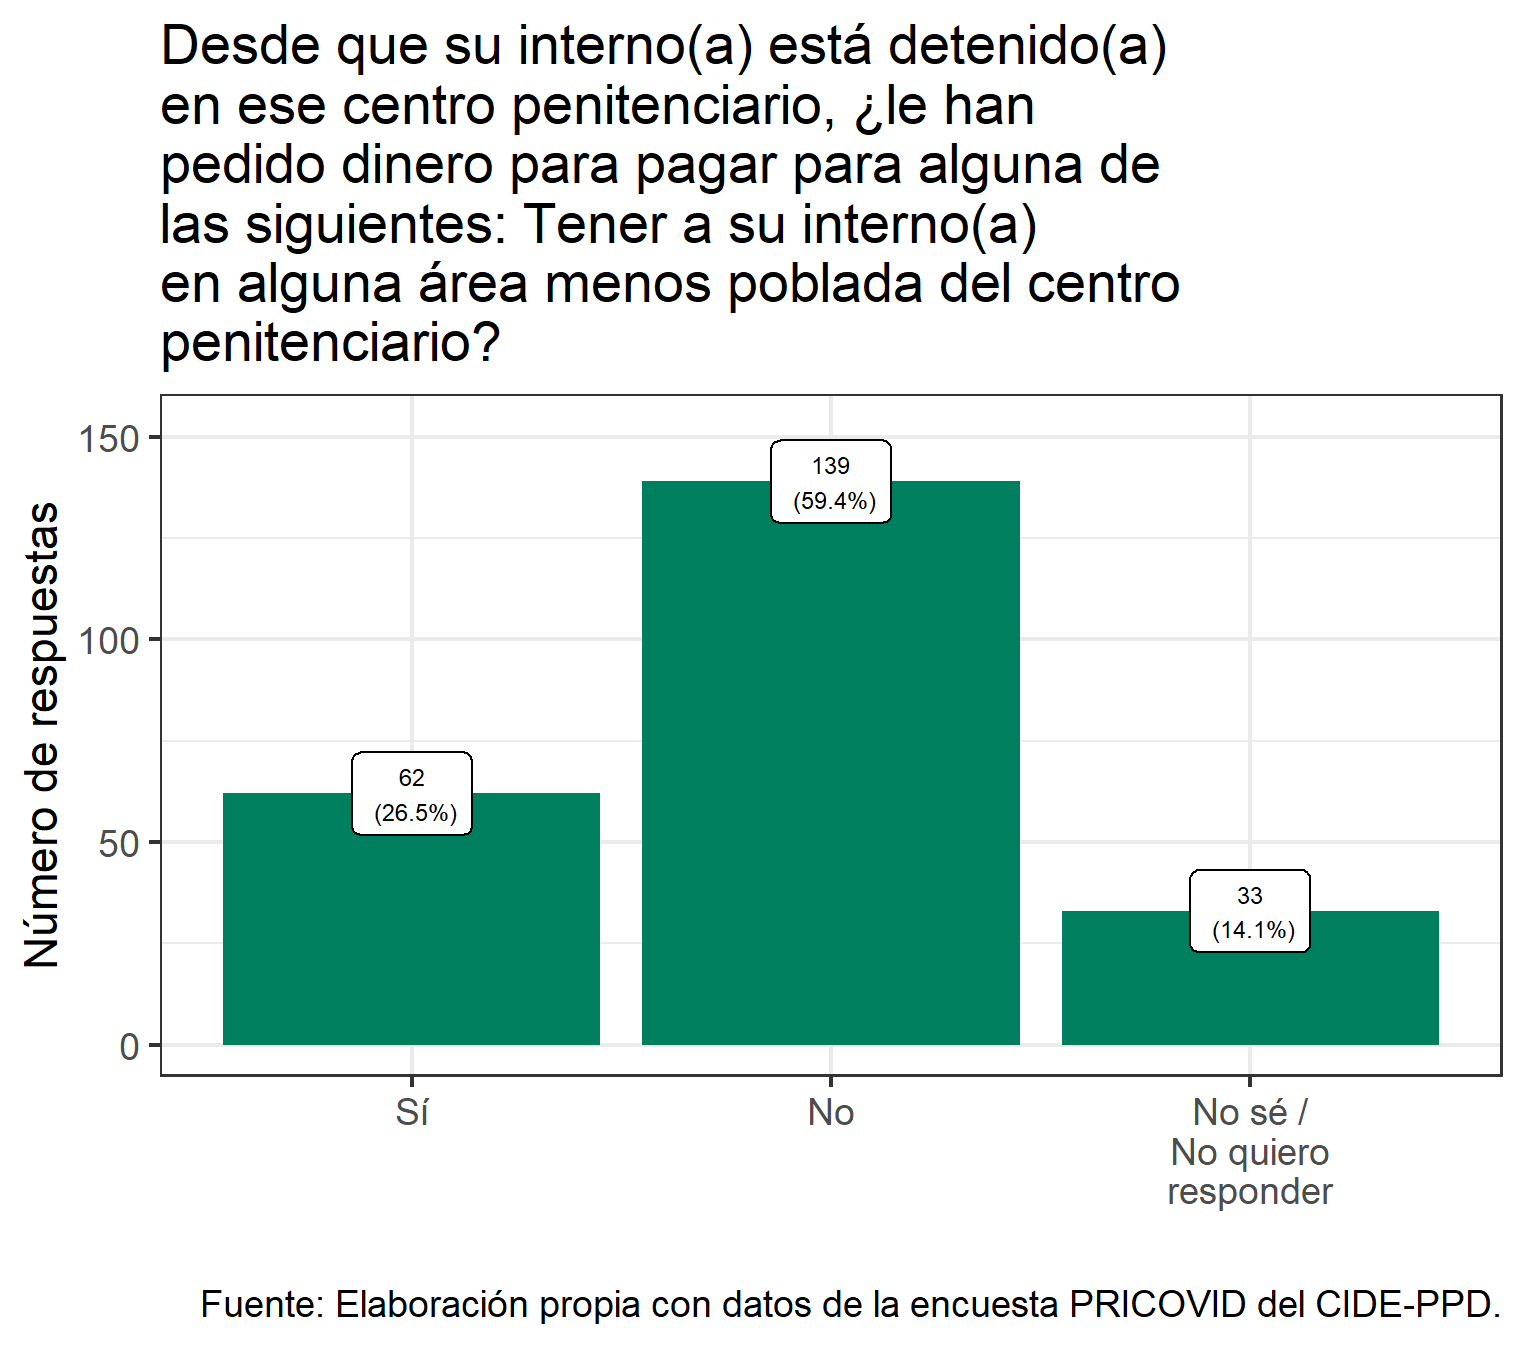 Desde que su interno(a) está detenido(a)
en ese centro penitenciario, ¿le han
pedido dinero para pagar para alguna de
las siguientes: Tener a su interno(a)
en alguna área menos poblada del centro
penitenciario?
Número de respuestas
150
100
50
0
62
(26.5%)
139
(59.4%)
33
(14.1%)
Sí
No
No sé /
No quiero
responder
Fuente: Elaboración propia con datos de la encuesta PRICOVID del CIDE-PPD.